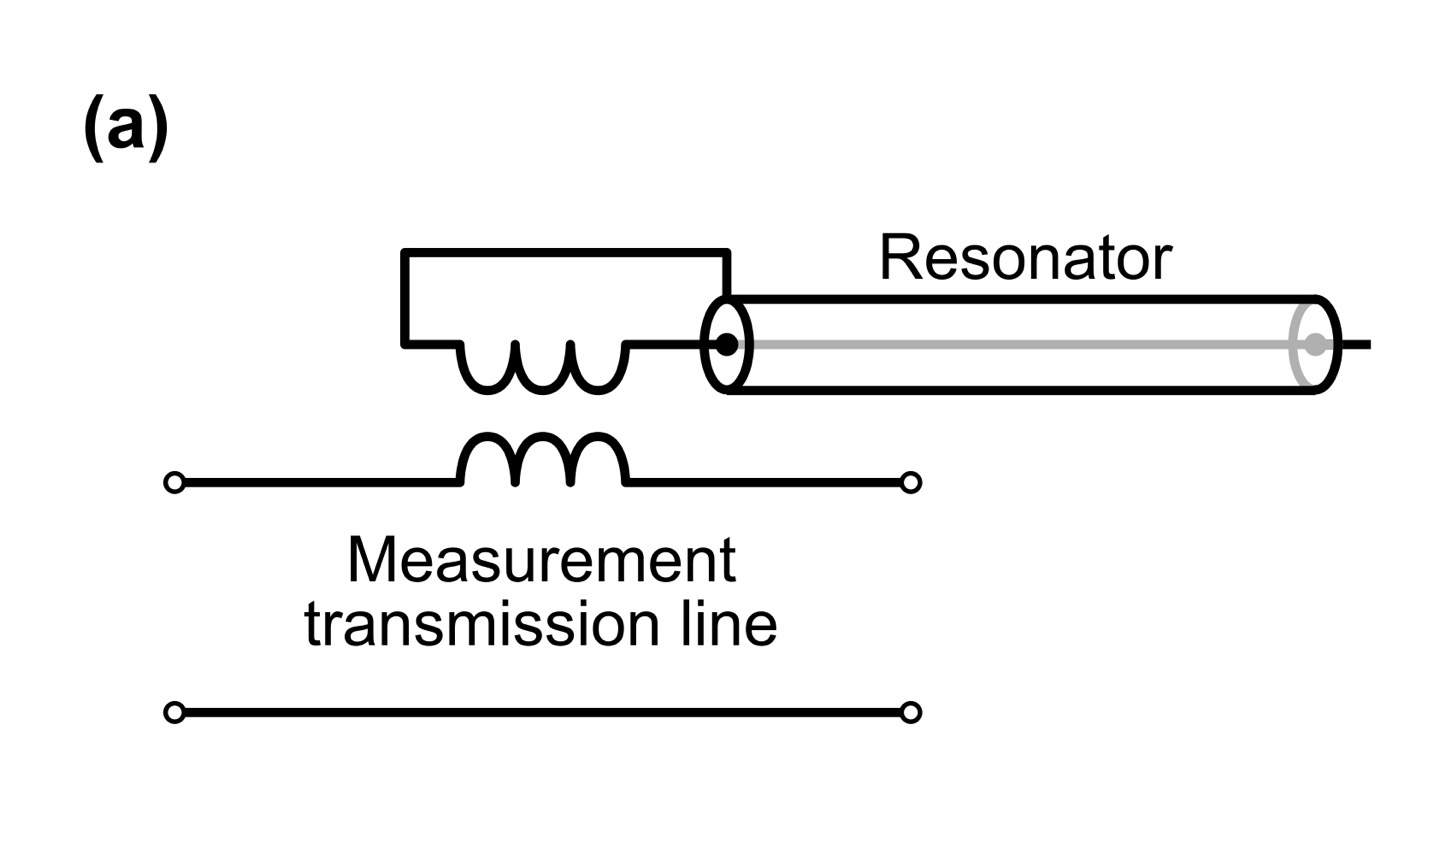 (a)
Resonator
Measurement
transmission line